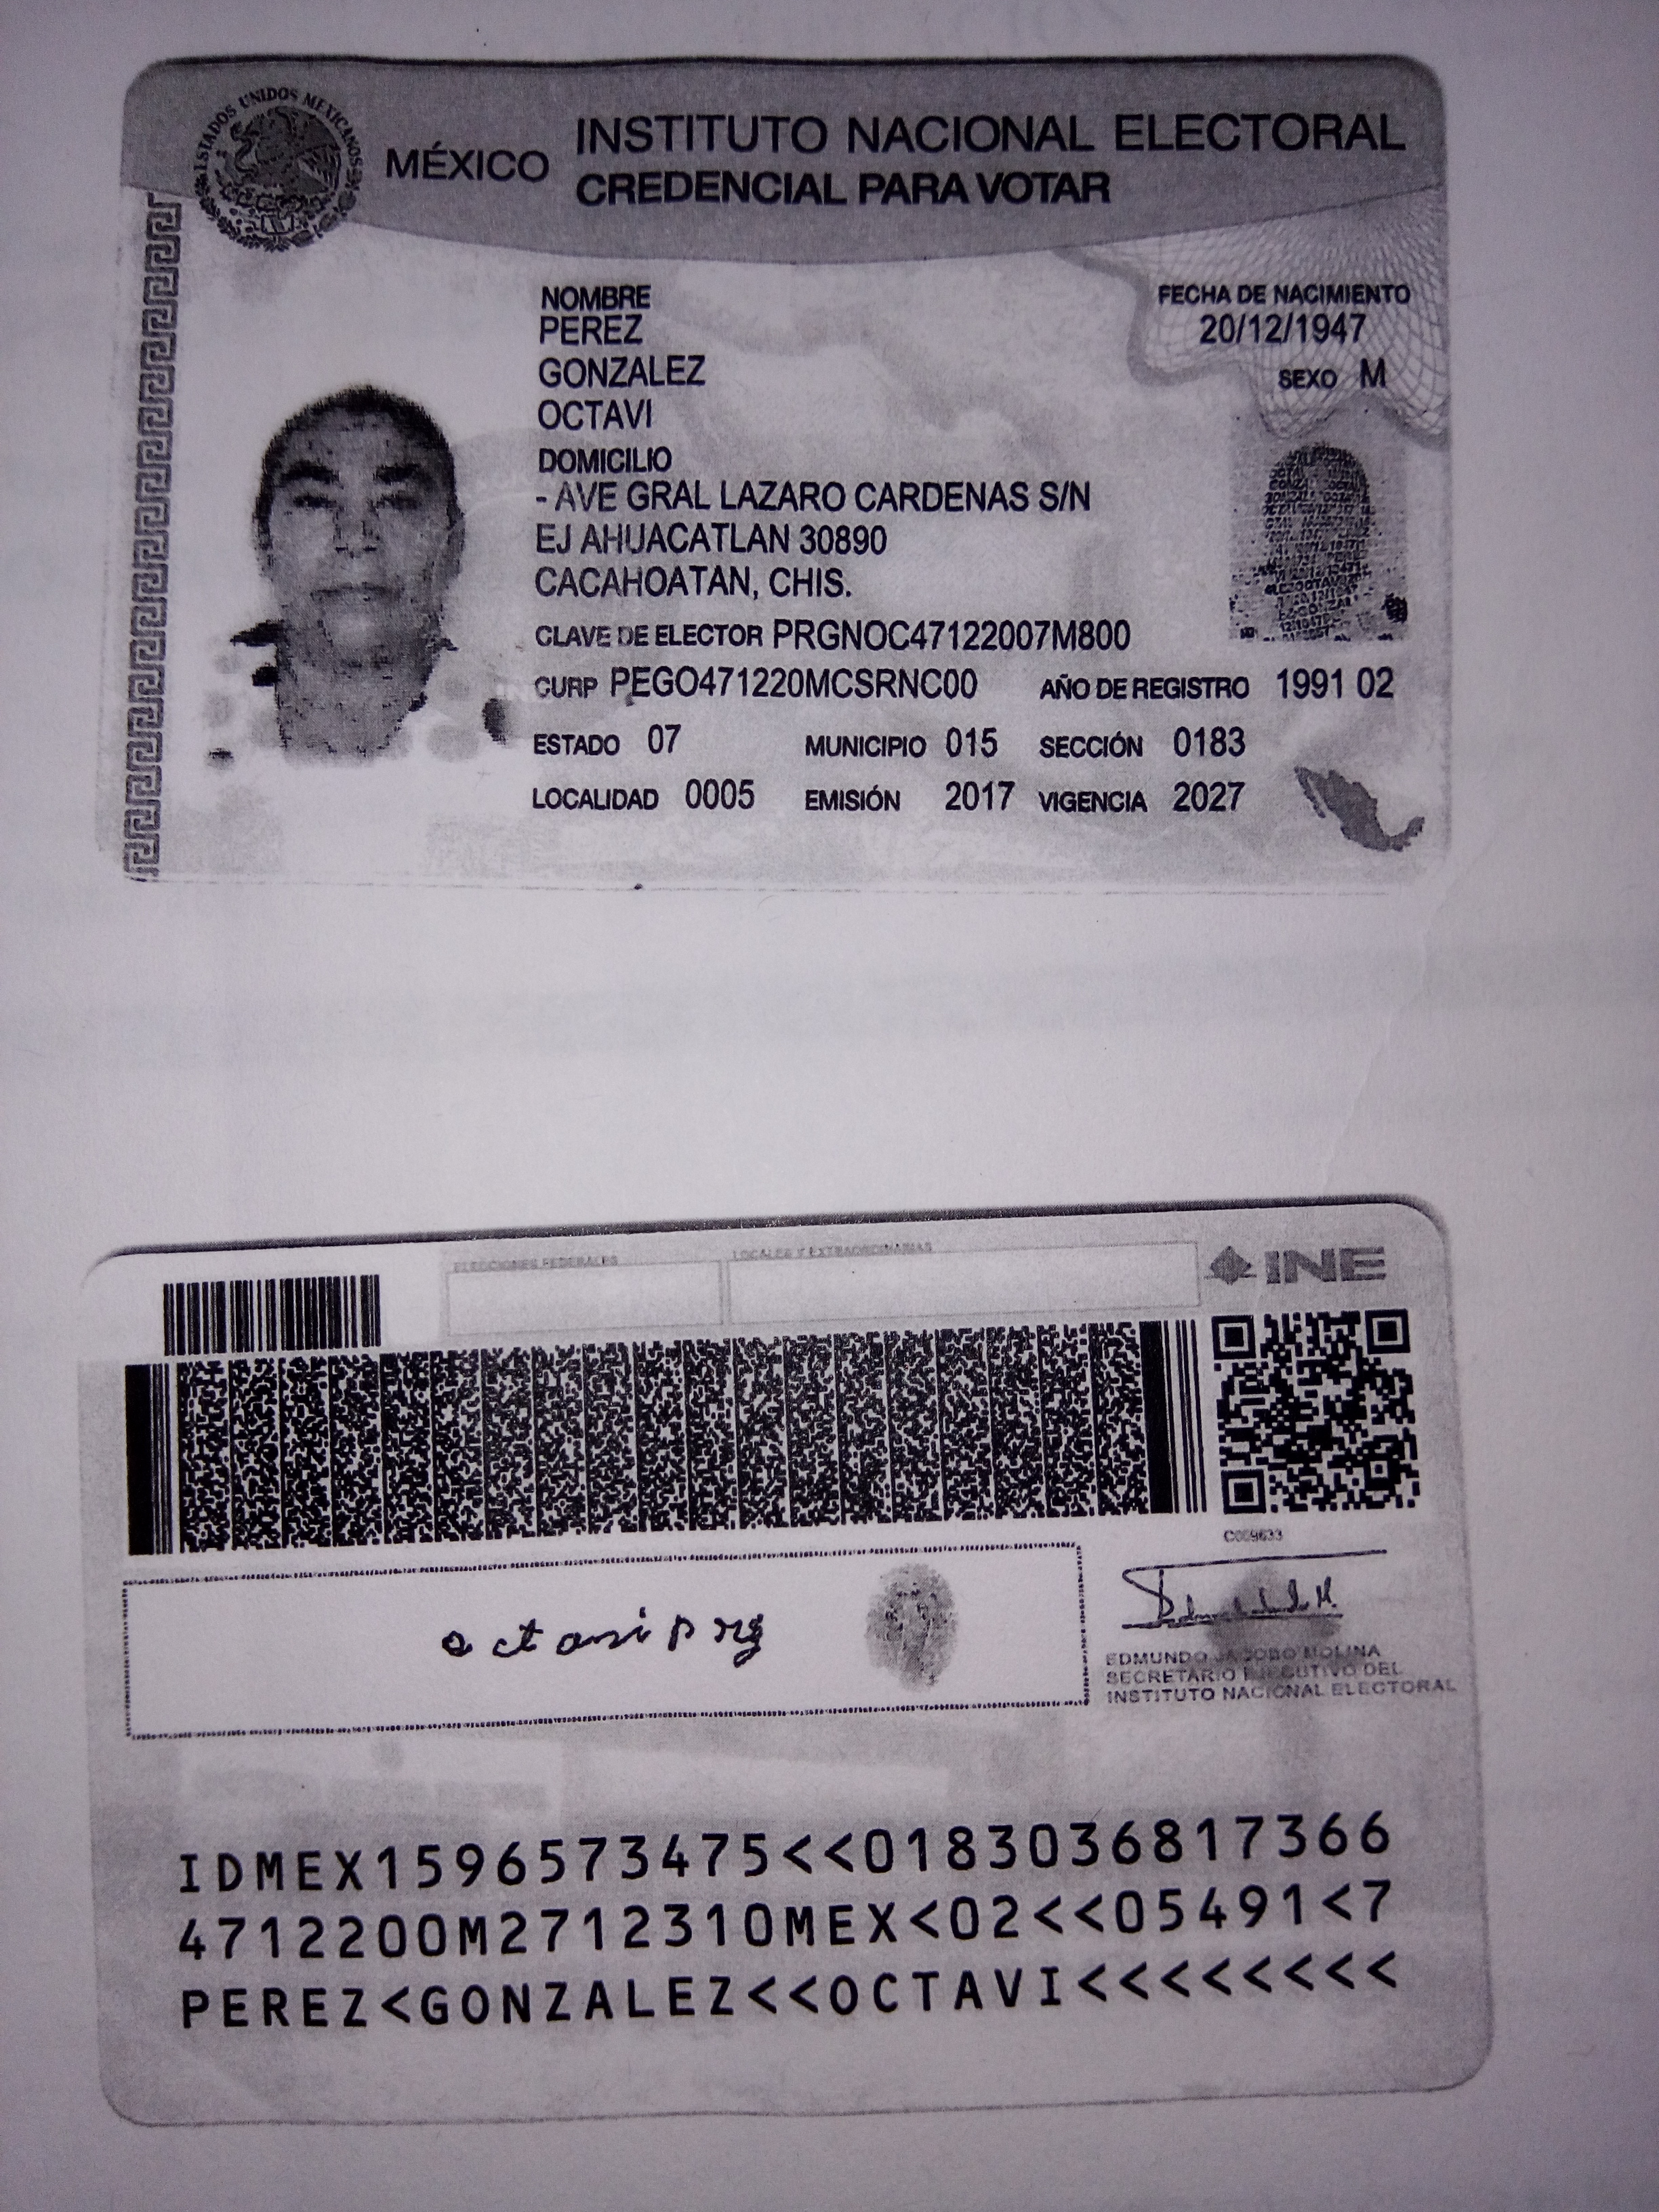 ESTADOS UNIDOS MEXICANOS
MÉXICO
INSTITUTO NACIONAL ELECTORAL
CREDENCIAL PARA VOTAR
NOMBRE
PEREZ
GONZALEZ
OCTAVI
FECHA DE NACIMIENTO
20/12/1947
SEXO M
DOMICILIO
- AVE GRAL LAZARO CARDENAS S/N
EJ AHUACATLAN 30890
CACAHOATAN, CHIS.
CLAVE DE ELECTOR PRGNOC47122007M800
CURP PEGO471220MCSRNC00 AÑO DE REGISTRO 1991 02
ESTADO 07 MUNICIPIO 015 SECCIÓN 0183
LOCALIDAD 0005 EMISIÓN 2017 VIGENCIA 2027
ELECCIONES FEDERALES LOCALES Y EXTRAORDINARIAS
INE
octavi prg
EDMUNDO JACOBO MOLINA
SECRETARIO EJECUTIVO DEL
INSTITUTO NACIONAL ELECTORAL
IDMEX1596573475<<0183036817366
4712200M2712310MEX<02<<05491<7
PEREZ<GONZALEZ<<OCTAVI<<<<<<<<